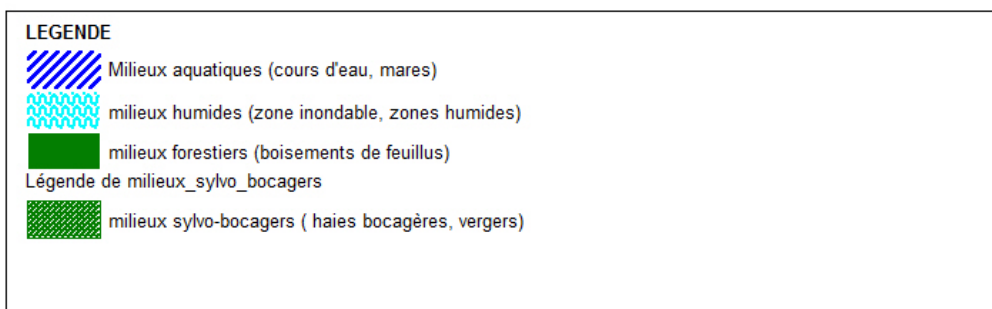 LEGENDE
Milieux aquatiques (cours d'eau, mares)
milieux humides (zone inondable, zones humides)
milieux forestiers (boisements de feuillus)
Légende de milieux_sylvo_bocagers
milieux sylvo-bocagers ( haies bocagères, vergers)